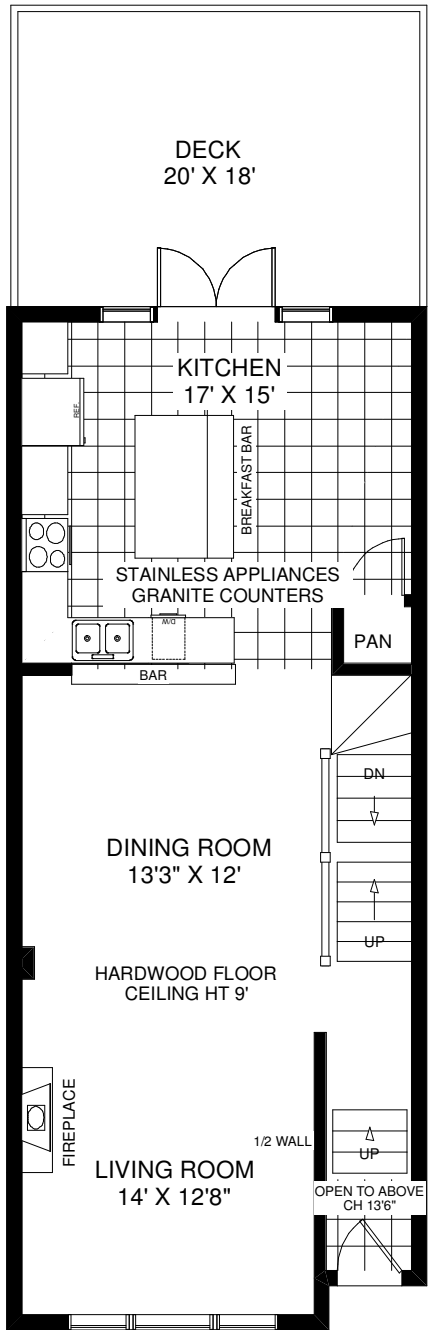 DECK
20' X 18'
KITCHEN
17' X 15'
REF.
BREAKFAST BAR
STAINLESS APPLIANCES
GRANITE COUNTERS
D/W
PAN
BAR
DN
DINING ROOM
13'3" X 12'
UP
HARDWOOD FLOOR
CEILING HT 9'
FIREPLACE
1/2 WALL
UP
LIVING ROOM
14' X 12'8"
OPEN TO ABOVE
CH 13'6"